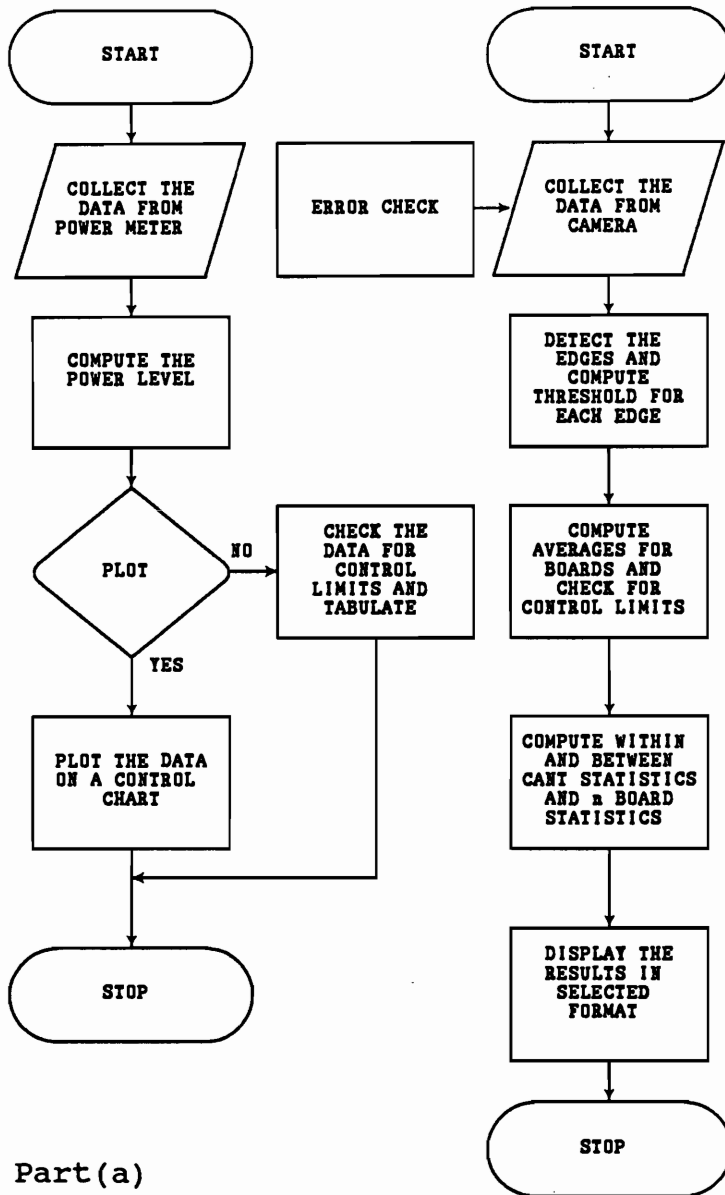 START
COLLECT THE
DATA FROM
POWER METER
COMPUTE THE
POWER LEVEL
PLOT
NO
CHECK THE
DATA FOR
CONTROL
LIMITS AND
TABULATE
YES
PLOT THE DATA
ON A CONTROL
CHART
STOP
START
ERROR CHECK
COLLECT THE
DATA FROM
CAMERA
DETECT THE
EDGES AND
COMPUTE
THRESHOLD FOR
EACH EDGE
COMPUTE
AVERAGES FOR
BOARDS AND
CHECK FOR
CONTROL LIMITS
COMPUTE WITHIN
AND BETWEEN
CANT STATISTICS
AND n BOARD
STATISTICS
DISPLAY THE
RESULTS IN
SELECTED
FORMAT
STOP
Part(a)